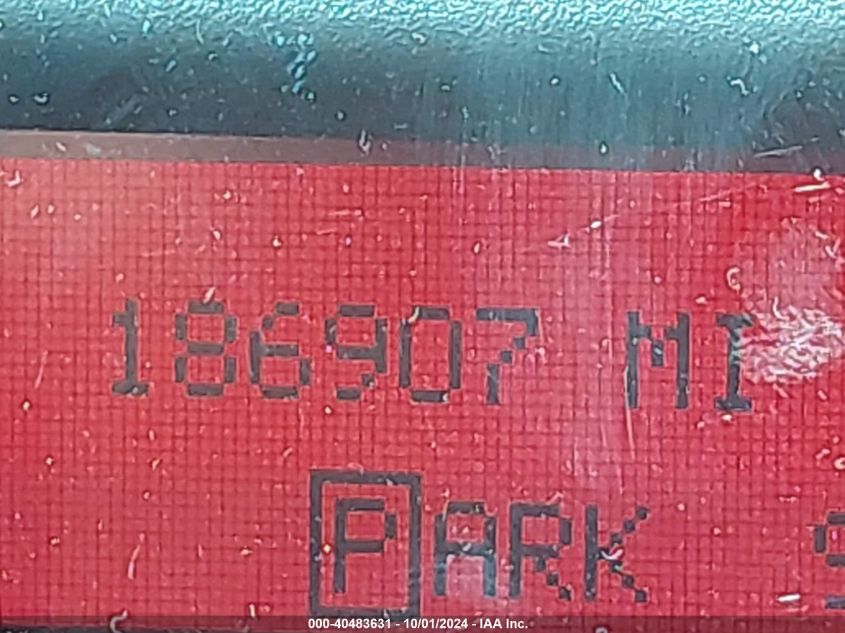 186907 MI
PARK
000-40483631 - 10/01/2024 - IAA Inc.